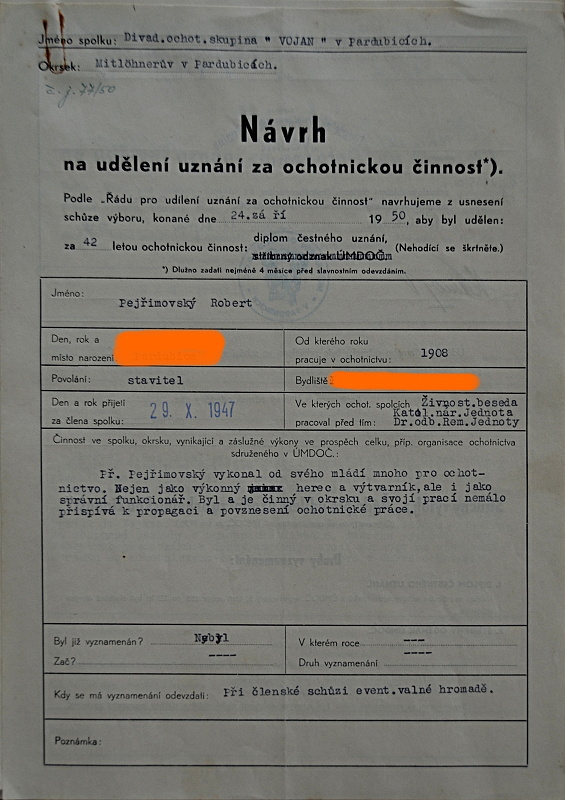 Jméno spolku: Divad.ochot.skupina " VOJAN " v Pardubicích.
Okrsek: Mitlöhnerův v Pardubicích.
č.j. 77/50
Návrh
na udělení uznání za ochotnickou činnost*).
Podle „Řádu pro udílení uznání za ochotnickou činnost" navrhujeme z usnesení
schůze výboru, konané dne 24.zá ří 19 50, aby byl udělen:
za 42 letou ochotnickou činnost: diplom čestného uznání, (Nehodící se škrtněte.)
stříbrný odznak ÚMDOČ
*) Dlužno zadati nejméně 4 měsíce před slavnostním odevzdáním.
Jméno: Pejřimovský Robert
Den, rok a
místo narození
Od kterého roku
pracuje v ochotnictvu: 1908
Povolání: stavitel
Bydliště:
Den a rok přijetí
za člena spolku: 29. X. 1947
Ve kterých ochot. spolcích Živnost.beseda
Katol.nár.Jednota
pracoval před tím: Dr.odb.Rem.Jednoty
Činnost ve spolku, okrsku, vynikající a záslužné výkony ve prospěch celku, příp. organisace ochotnictva
sdruženého v ÚMDOČ.:
Př. Pejřimovský vykonal od svého mládí mnoho pro ochot-
nictvo. Nejen jako výkonný herec a výtvarník,ale i jako
správní funkcionář. Byl a je činný v okrsku a svojí prací nemálo
přispívá k propagaci a povznesení ochotnické práce.
Byl již vyznamenán? Nebyl
V kterém roce ---
Zač? ----
Druh vyznamenání ----
Kdy se má vyznamenání odevzdati: Při členské schůzi event.valné hromadě.
Poznámka: